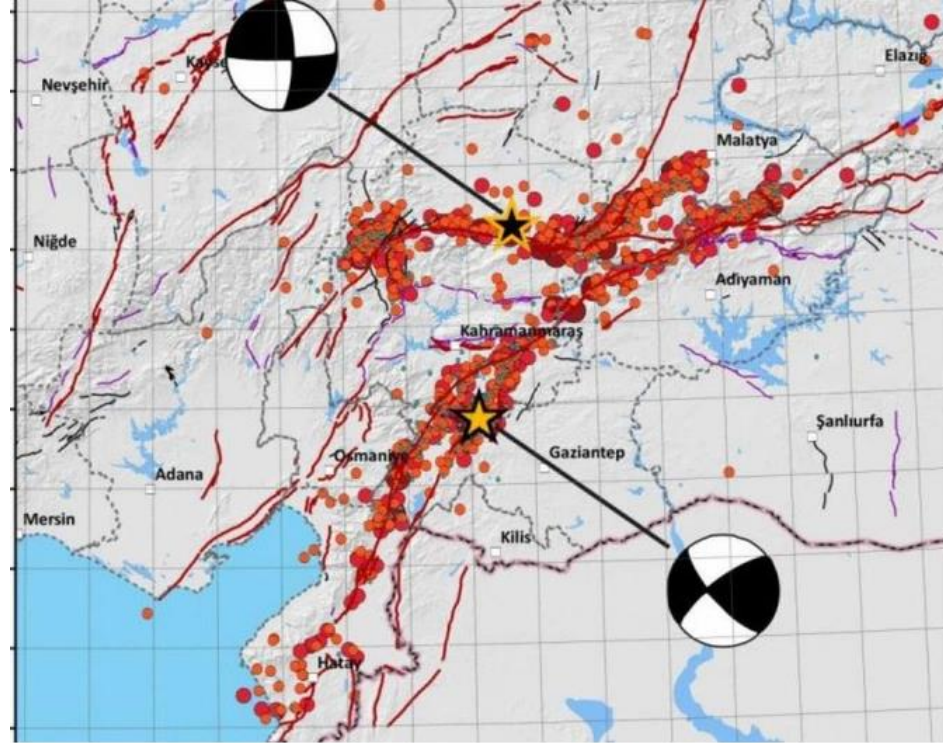 Elazığ
Nevşehir
Malatya
Niğde
Adıyaman
Kahramanmaraş
Şanlıurfa
Gaziantep
Osmaniye
Adana
Mersin
Kilis
Hatay